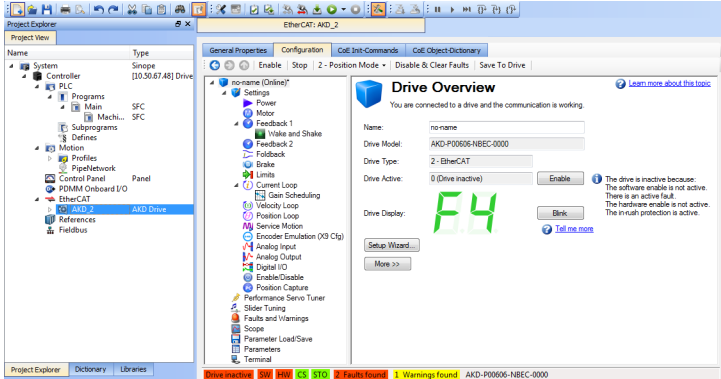 Project Explorer
Project View
Name Type
System Sinope
Controller [10.50.67.48] Drive
PLC
Programs
Main SFC
Machi... SFC
Subprograms
Defines
Motion
Profiles
PipeNetwork
Control Panel Panel
PDMM Onboard I/O
EtherCAT
AKD_2 AKD Drive
References
Fieldbus
Project Explorer Dictionary Libraries
EtherCAT: AKD_2
General Properties Configuration CoE Init-Commands CoE Object-Dictionary
Enable Stop 2 - Position Mode Disable & Clear Faults Save To Drive
no-name (Online)*
Settings
Power
Motor
Feedback 1
Wake and Shake
Feedback 2
Foldback
Brake
Limits
Current Loop
Gain Scheduling
Velocity Loop
Position Loop
Service Motion
Encoder Emulation (X9 Cfg)
Analog Input
Analog Output
Digital I/O
Enable/Disable
Position Capture
Performance Servo Tuner
Slider Tuning
Faults and Warnings
Scope
Parameter Load/Save
Parameters
Terminal
Drive Overview
Learn more about this topic
You are connected to a drive and the communication is working.
Name: no-name
Drive Model: AKD-P00606-NBEC-0000
Drive Type: 2 - EtherCAT
Drive Active: 0 (Drive inactive) Enable
The drive is inactive because:
The software enable is not active.
There is an active fault.
The hardware enable is not active.
The in-rush protection is active.
Drive Display: F4 Blink
Tell me more
Setup Wizard...
More >>
Drive inactive SW HW CS STO 2 Faults found 1 Warnings found AKD-P00606-NBEC-0000